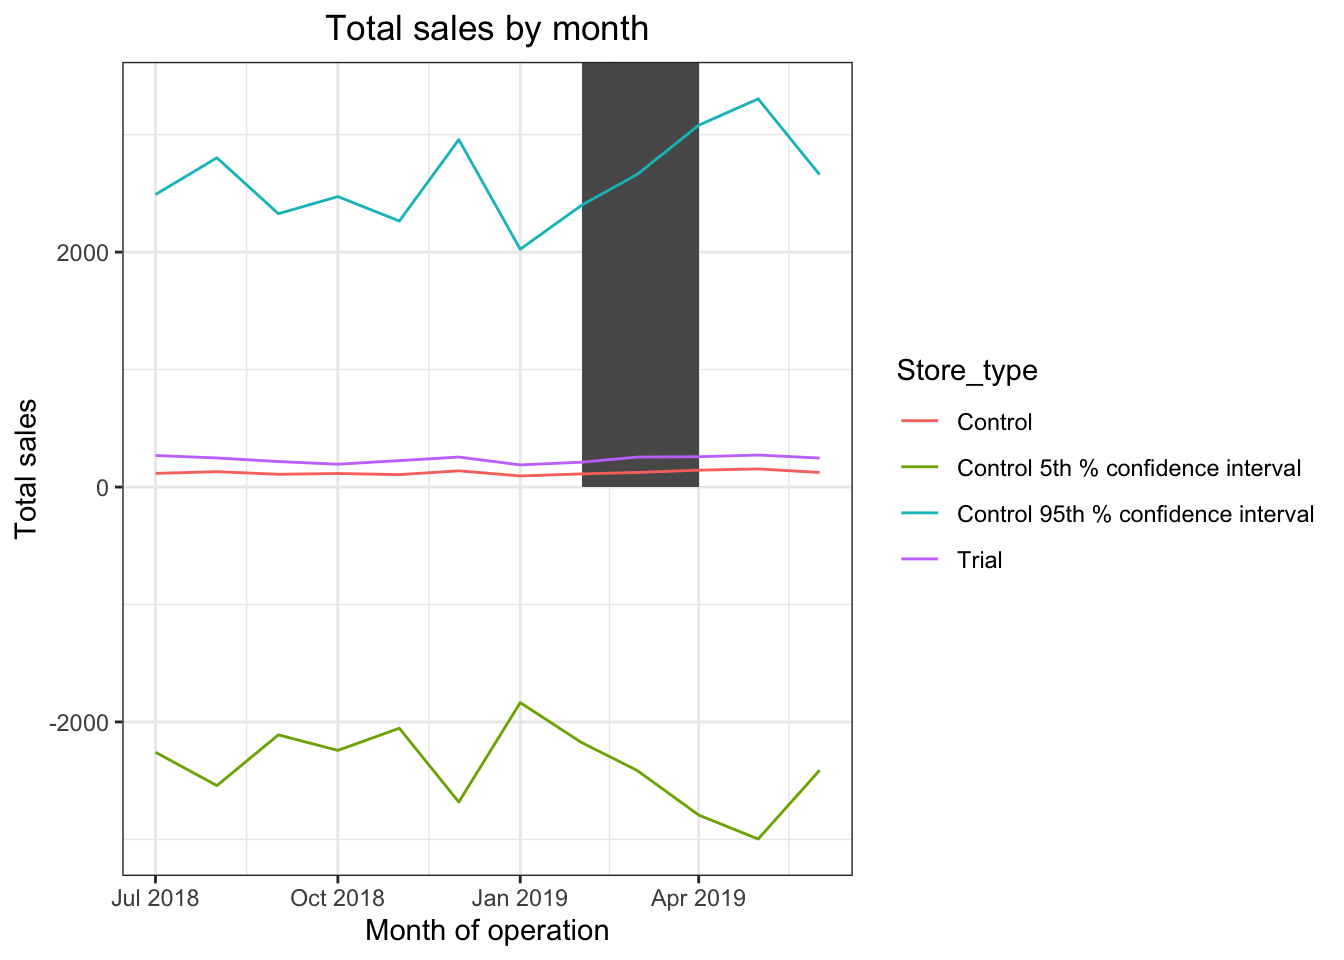 Total sales by month
Total sales
2000
0
-2000
Jul 2018
Oct 2018
Jan 2019
Apr 2019
Month of operation
Store_type
Control
Control 5th % confidence interval
Control 95th % confidence interval
Trial